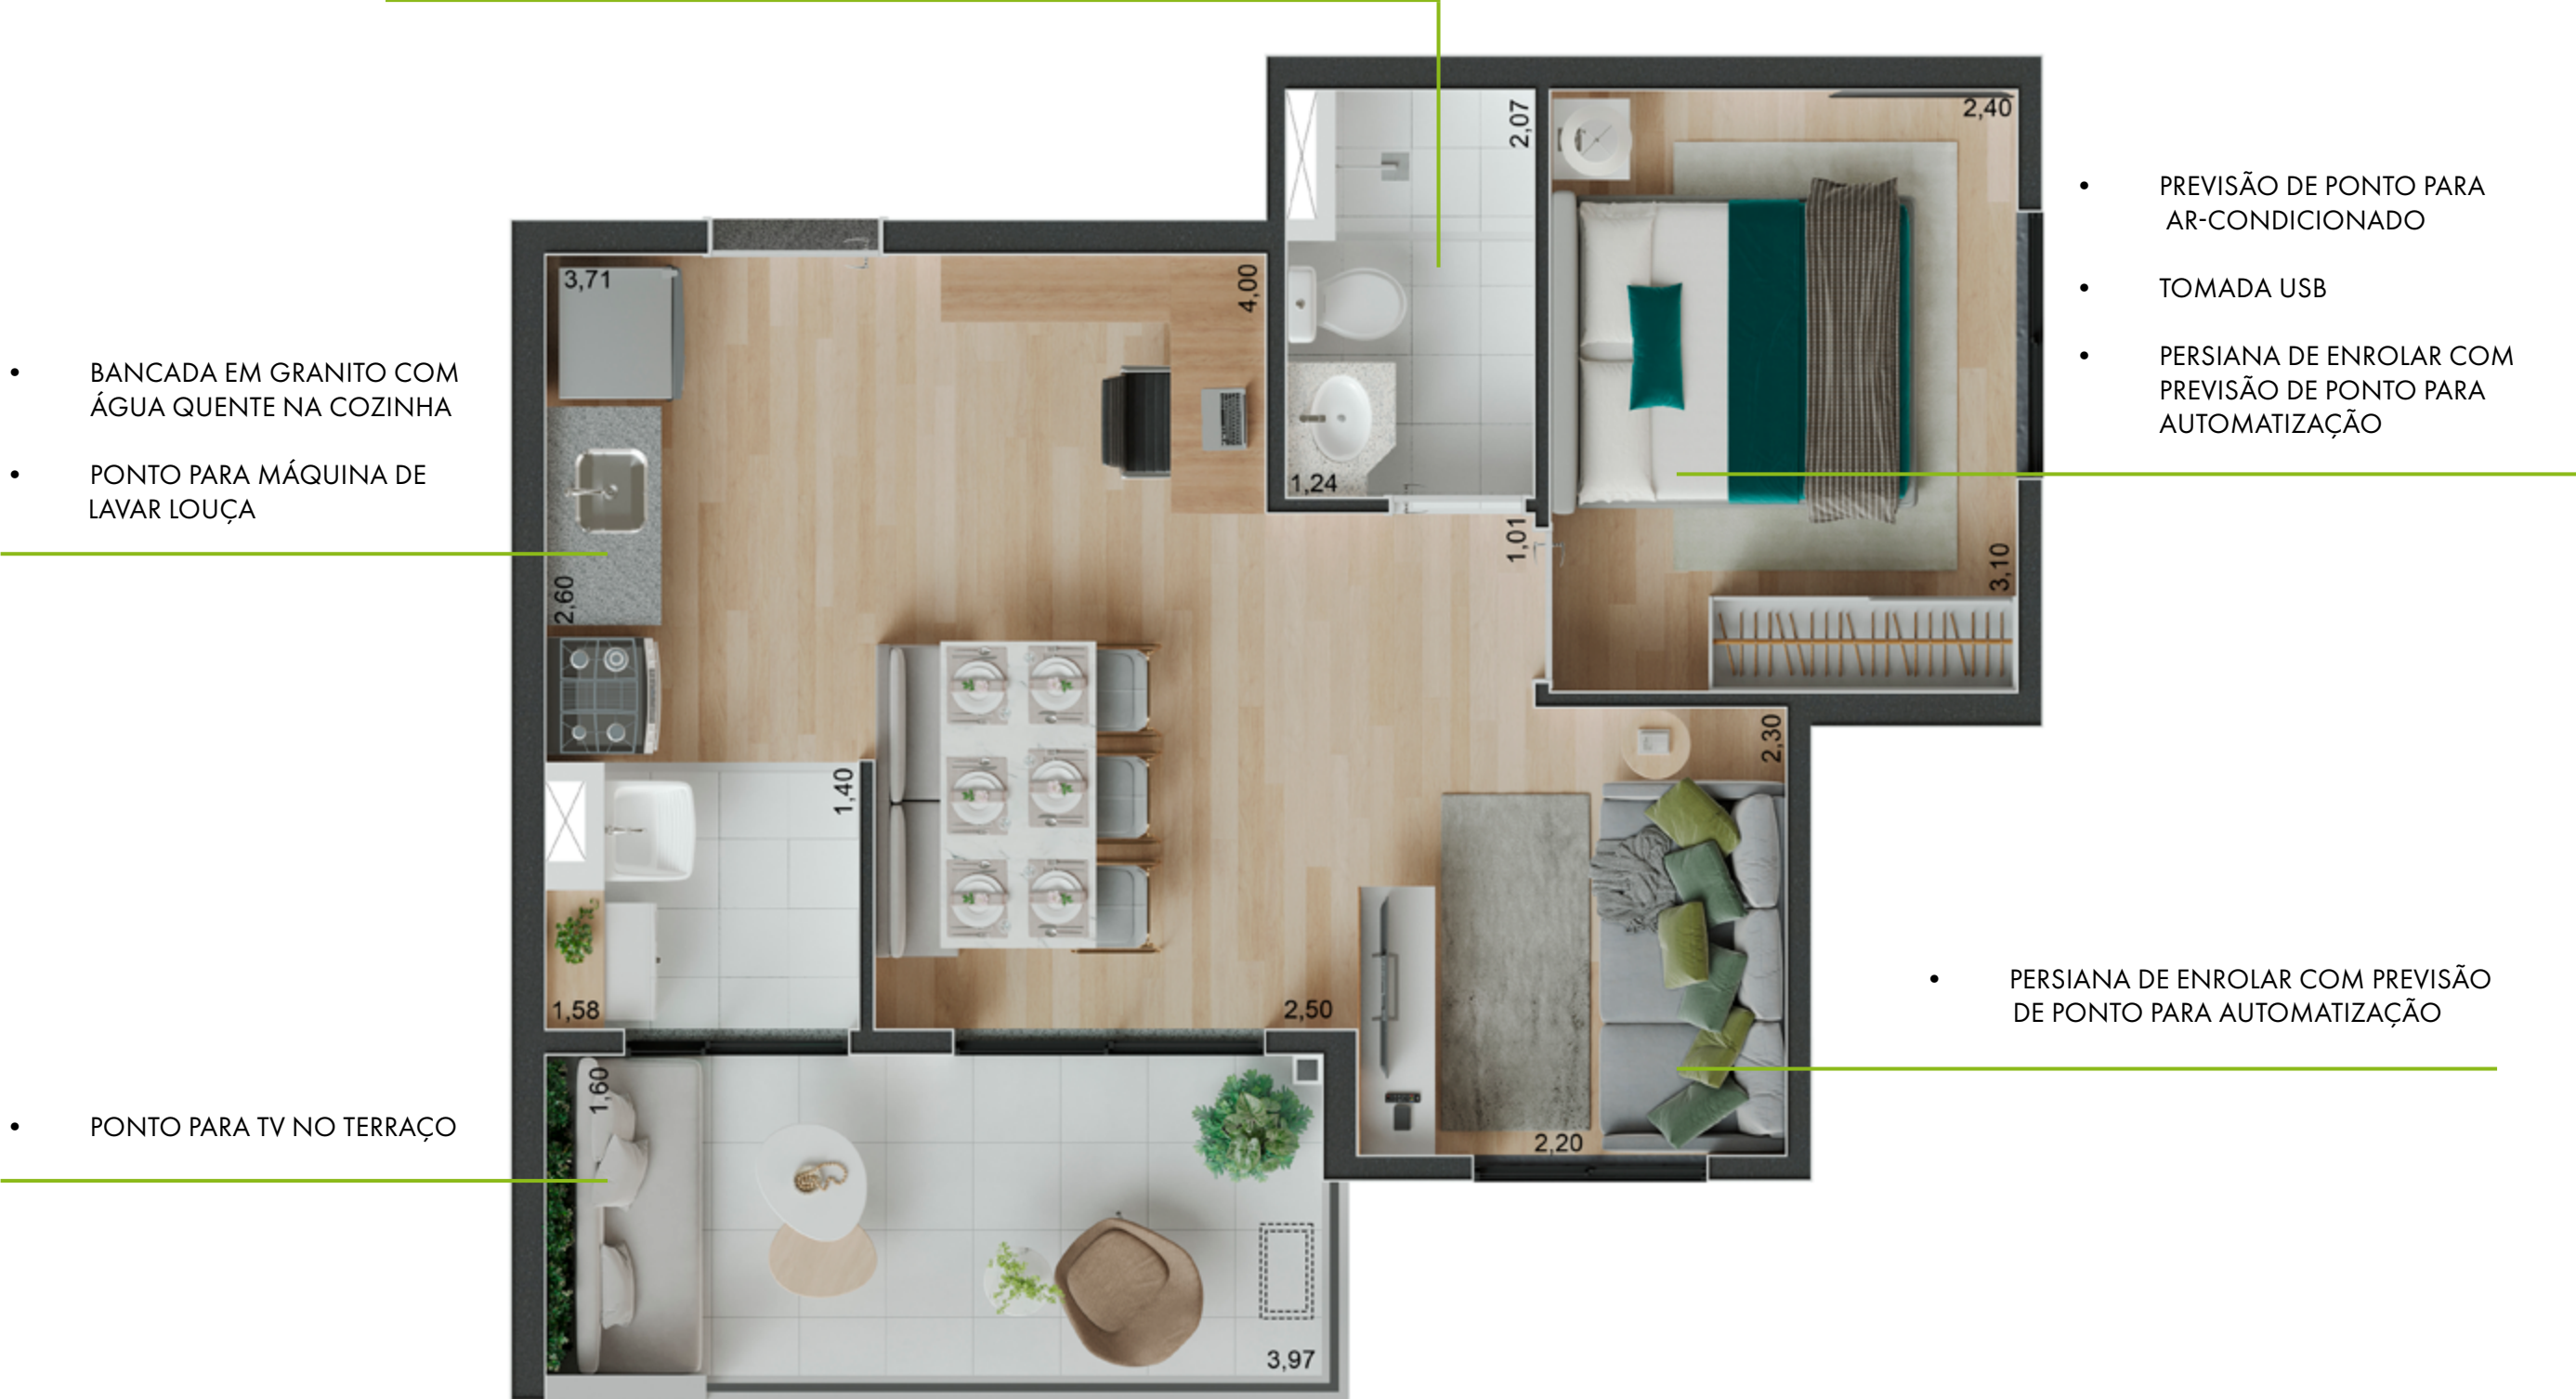 2,07
2,40
• PREVISÃO DE PONTO PARA
AR-CONDICIONADO
• TOMADA USB
• PERSIANA DE ENROLAR COM
PREVISÃO DE PONTO PARA
AUTOMATIZAÇÃO
3,71
4,00
• BANCADA EM GRANITO COM
ÁGUA QUENTE NA COZINHA
• PONTO PARA MÁQUINA DE
LAVAR LOUÇA
1,24
1,01
2,60
3,10
2,30
1,40
1,58
2,50
• PERSIANA DE ENROLAR COM PREVISÃO
DE PONTO PARA AUTOMATIZAÇÃO
1,60
• PONTO PARA TV NO TERRAÇO
2,20
3,97